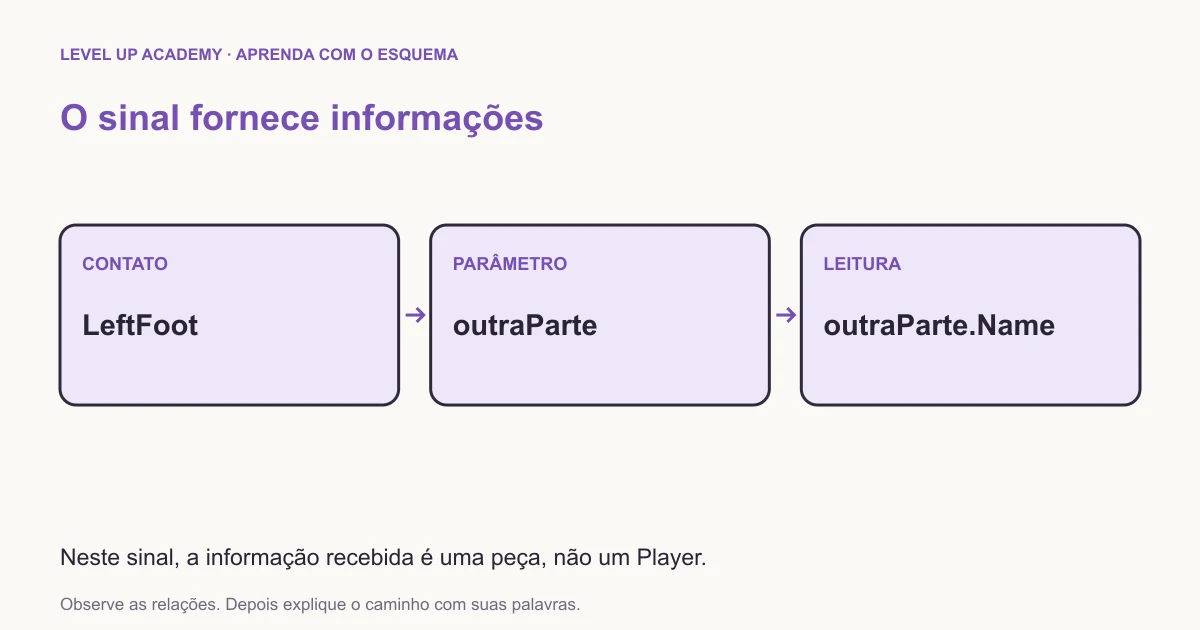 LEVEL UP ACADEMY · APRENDA COM O ESQUEMA
O sinal fornece informações
CONTATO
LeftFoot
PARÂMETRO
outraParte
LEITURA
outraParte.Name
Neste sinal, a informação recebida é uma peça, não um Player.
Observe as relações. Depois explique o caminho com suas palavras.